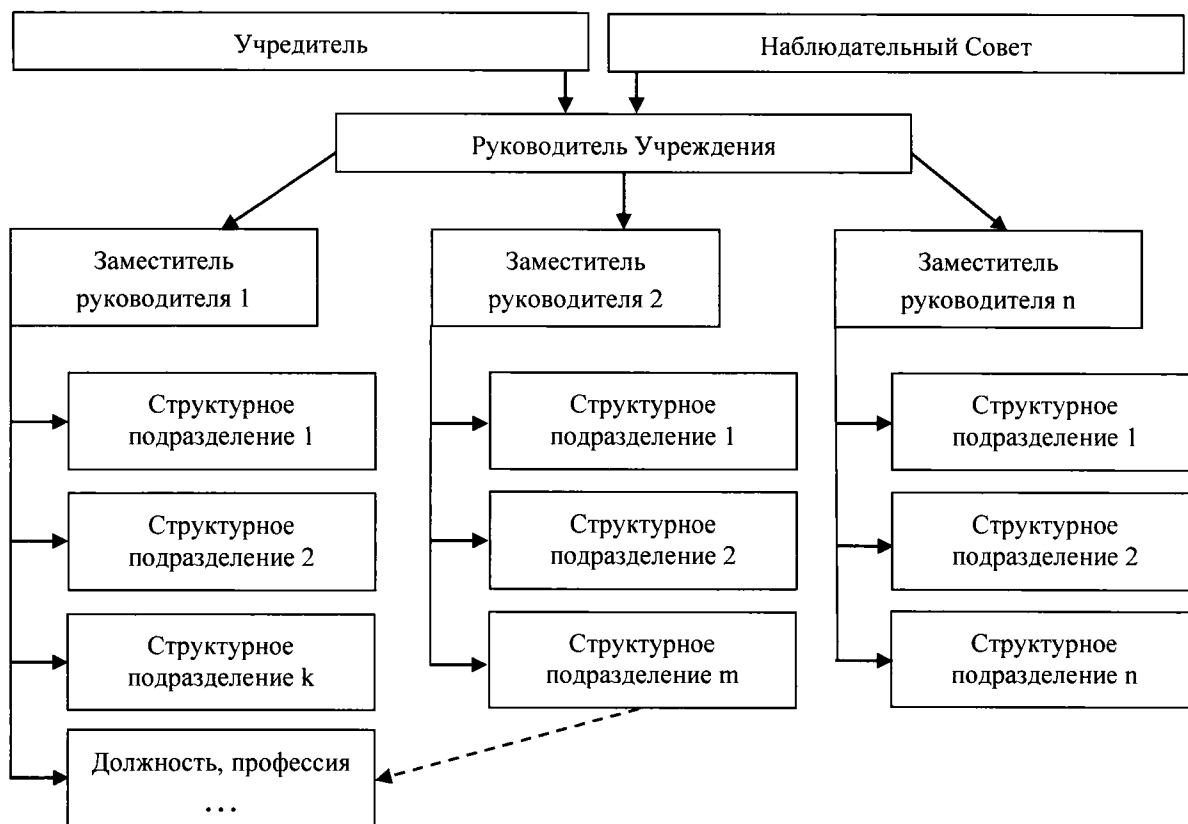 Учредитель
Наблюдательный Совет
Руководитель Учреждения
Заместитель
руководителя 1
Заместитель
руководителя 2
Заместитель
руководителя n
Структурное
подразделение 1
Структурное
подразделение 1
Структурное
подразделение 1
Структурное
подразделение 2
Структурное
подразделение 2
Структурное
подразделение 2
Структурное
подразделение k
Структурное
подразделение m
Структурное
подразделение n
Должность, профессия
...